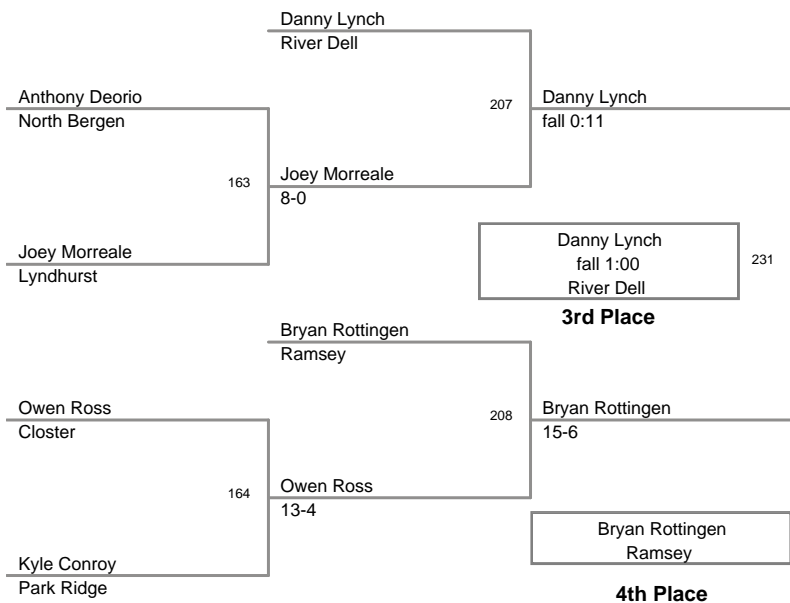 Danny Lynch
River Dell
Anthony Deorio
North Bergen
207
Danny Lynch
fall 0:11
163
Joey Morreale
8-0
Joey Morreale
Lyndhurst
Danny Lynch
fall 1:00
River Dell
231
3rd Place
Bryan Rottingen
Ramsey
Owen Ross
Closter
208
Bryan Rottingen
15-6
164
Owen Ross
13-4
Kyle Conroy
Park Ridge
Bryan Rottingen
Ramsey
4th Place